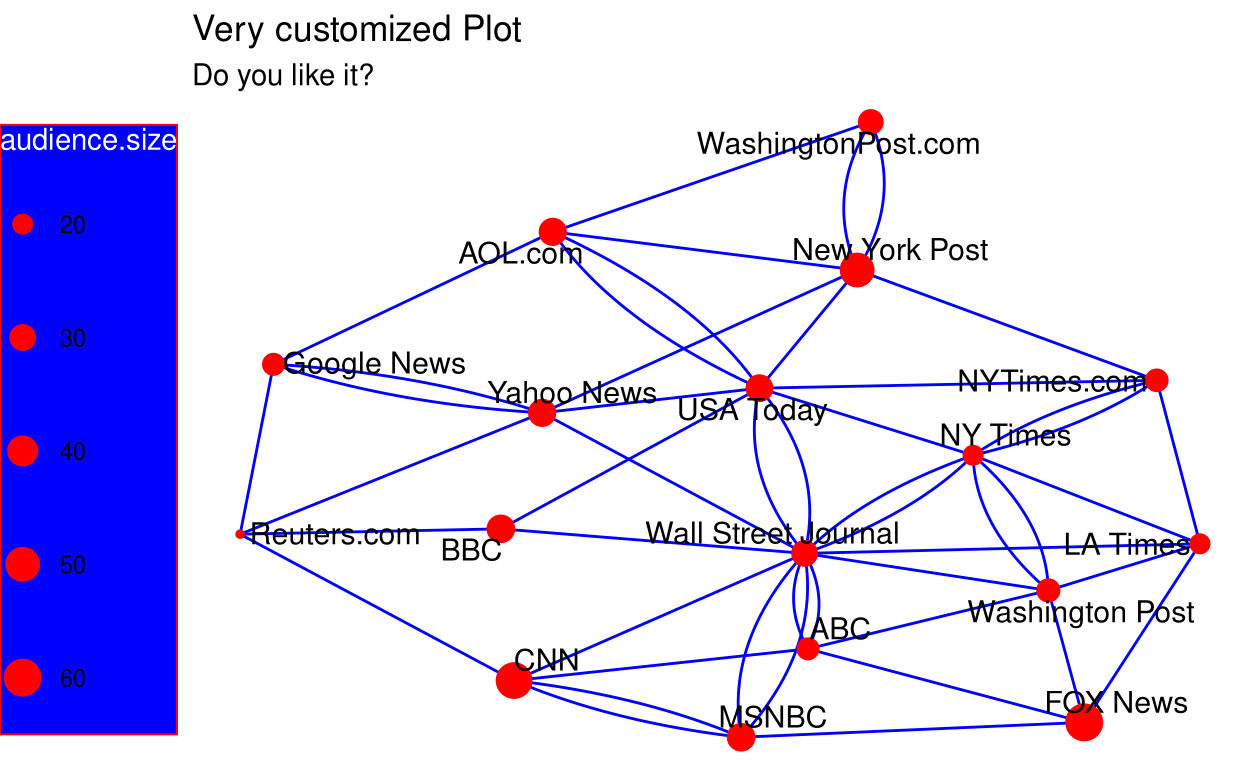 Very customized Plot
Do you like it?
audience.size
20
30
40
50
60
WashingtonPost.com
AOL.com
New York Post
Google News
Yahoo News
USA Today
NYTimes.com
NY Times
Reuters.com
BBC
Wall Street Journal
LA Times
Washington Post
ABC
CNN
MSNBC
FOX News